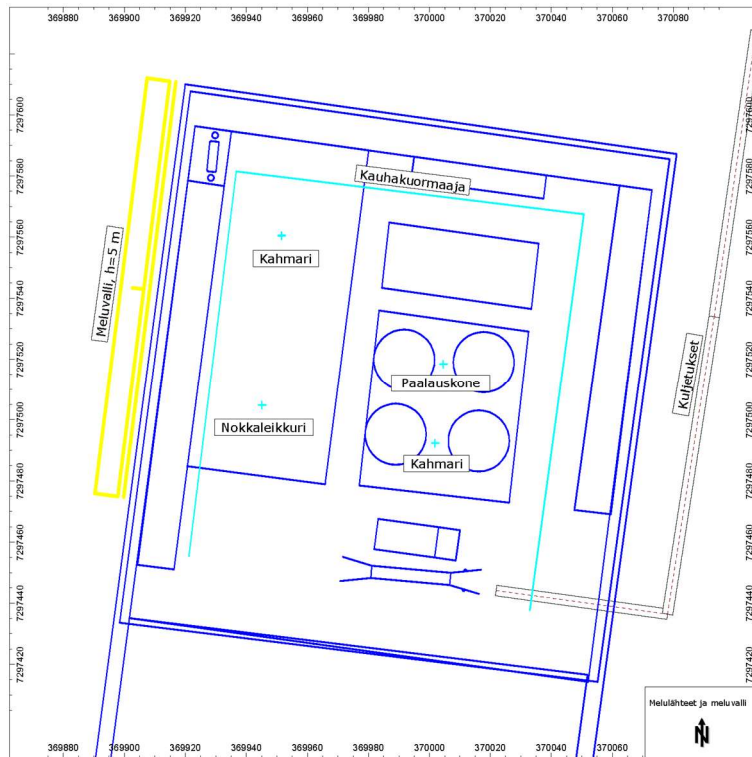 369880 369900 369920 369940 369960 369980 370000 370020 370040 370060 370080
7297600 7297600
7297580 7297580
Kauhakuormaaja
7297560 7297560
Kahmari
Meluvalli, h=5 m
7297540 7297540
7297520 7297520
Paalauskone
Kuljetukset
7297500 7297500
Nokkaleikkuri
7297480 7297480
Kahmari
7297460 7297460
7297440 7297440
7297420 7297420
Melulähteet ja meluvalli
N
369880 369900 369920 369940 369960 369980 370000 370020 370040 370060